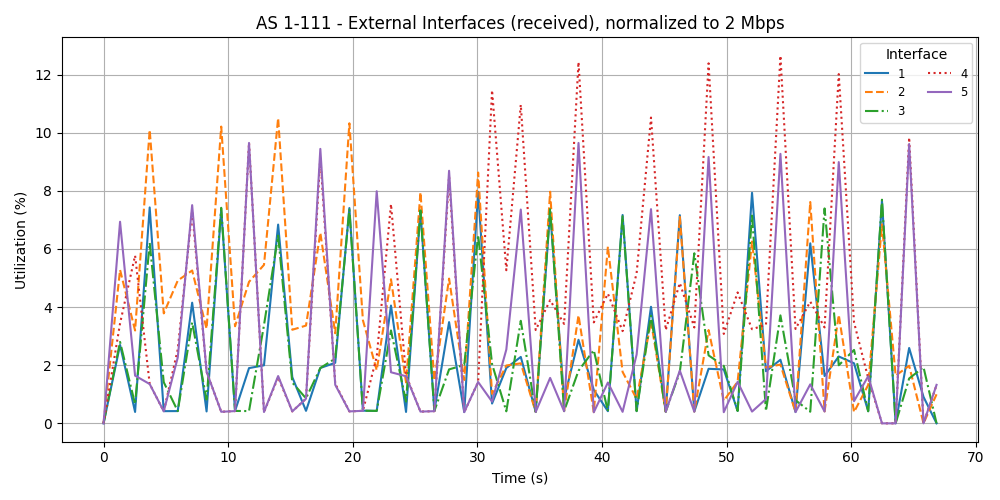 AS 1-111 - External Interfaces (received), normalized to 2 Mbps
Utilization (%)
12
10
8
6
4
2
0
0 10 20 30 40 50 60 70
Time (s)
Interface
1 4
2 5
3